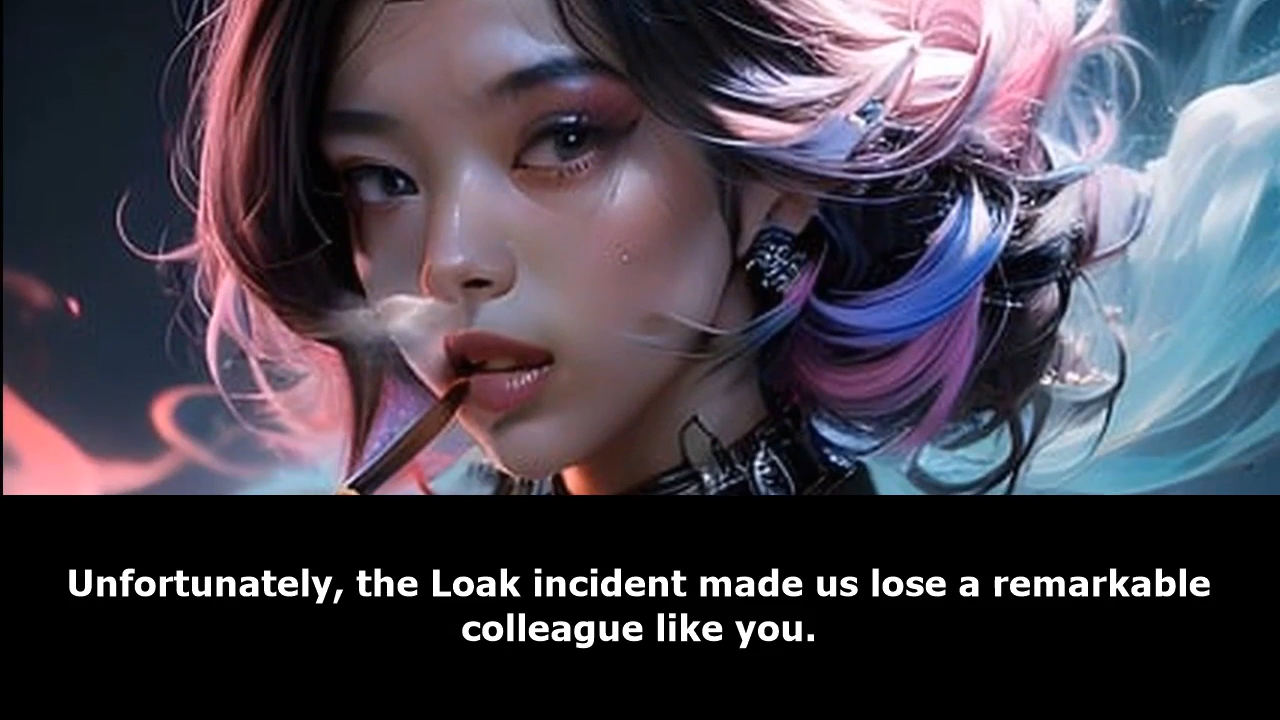 Unfortunately, the Loak incident made us lose a remarkable
colleague like you.